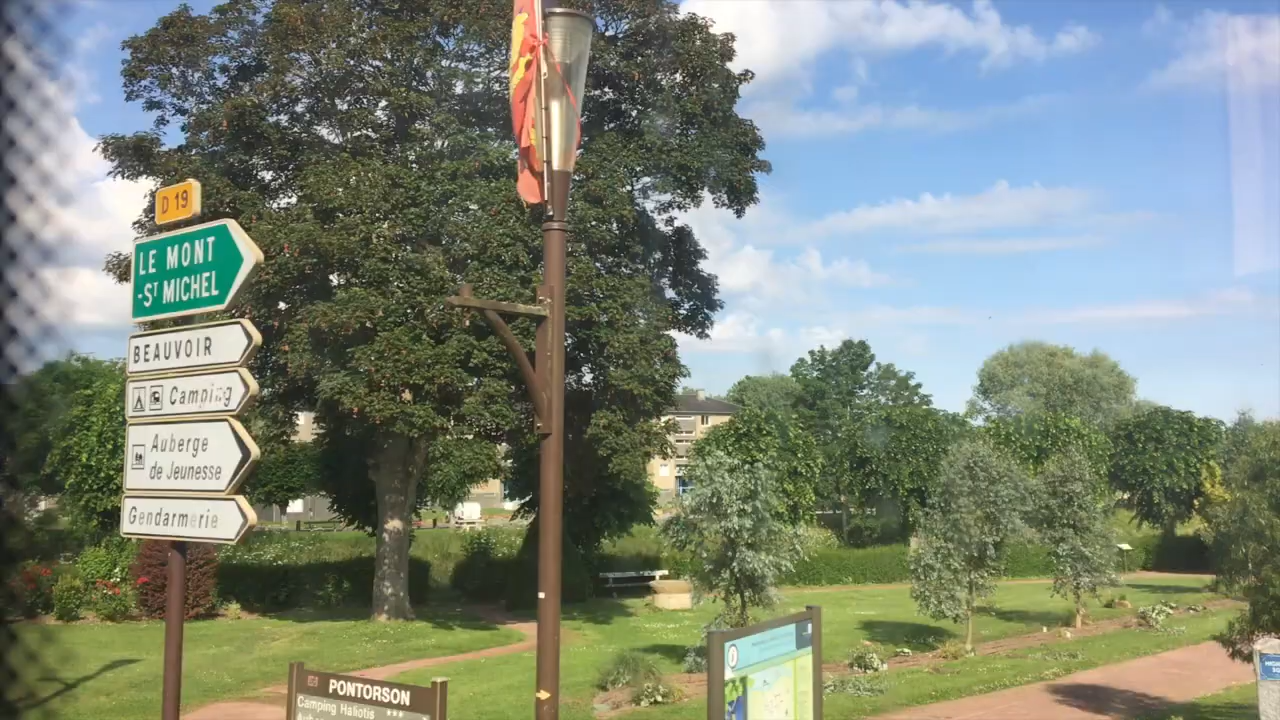 D 19
LE MONT
-ST MICHEL
BEAUVOIR
Camping
Auberge
de Jeunesse
Gendarmerie
PONTORSON
Camping Haliotis ***